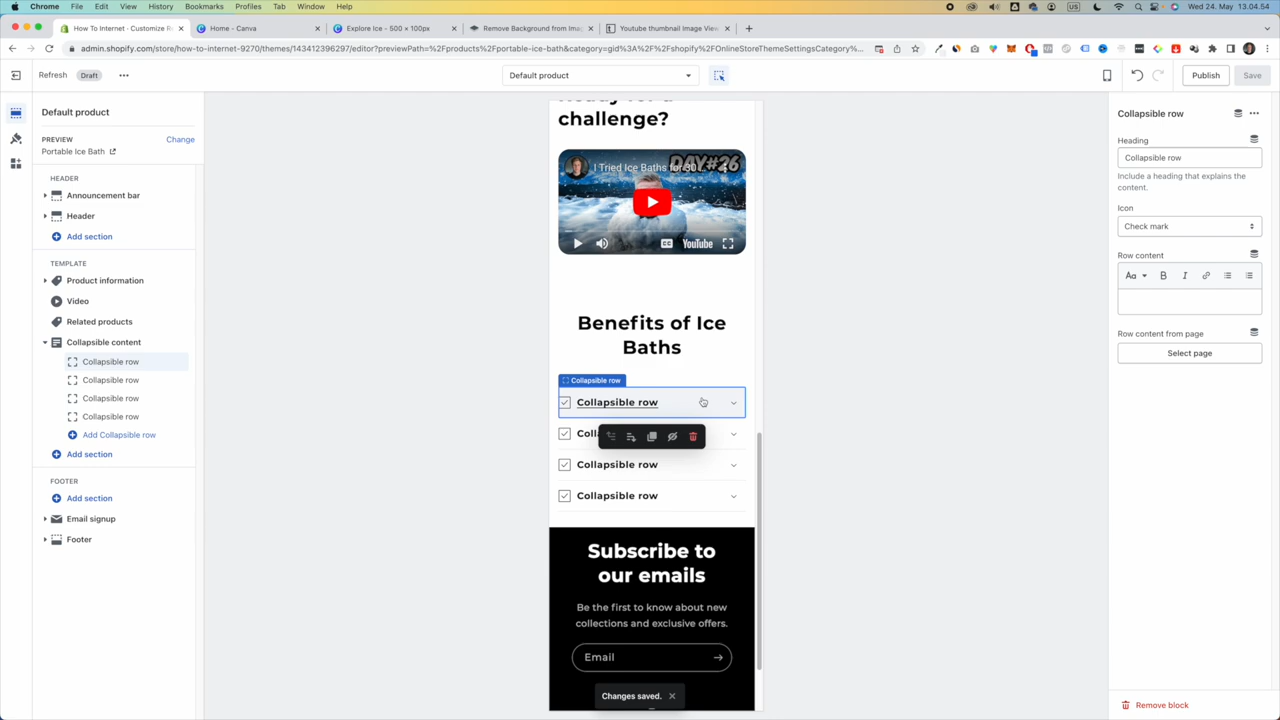 Chrome File Edit View History Bookmarks Profiles Tab Window Help
US
Wed 24. May 13.04.54
How To Internet · Customize
Home - Canva
Explore Ice – 500 × 100px
Remove Background from Ima
Youtube thumbnail Image View
admin.shopify.com/store/how-to-internet-9270/themes/143412396297/editor?previewPath=%2Fproducts%2Fportable-ice-bath&category=gid%3A%2F%2Fshopify%2FOnlineStoreThemeSettingsCategory%2F...
Refresh Draft
Default product
Publish Save
Default product
PREVIEW
Portable Ice Bath
Change
HEADER
Announcement bar
Header
Add section
TEMPLATE
Product information
Video
Related products
Collapsible content
Collapsible row
Collapsible row
Collapsible row
Collapsible row
Add Collapsible row
Add section
FOOTER
Add section
Email signup
Footer
Ready for a
challenge?
I Tried Ice Baths for 30
DAY#26
CC YouTube
Benefits of Ice
Baths
Collapsible row
Collapsible row
Coll
Collapsible row
Collapsible row
Subscribe to
our emails
Be the first to know about new
collections and exclusive offers.
Email
Changes saved.
Collapsible row
Heading
Collapsible row
Include a heading that explains the
content.
Icon
Check mark
Row content
Aa B I
Row content from page
Select page
Remove block